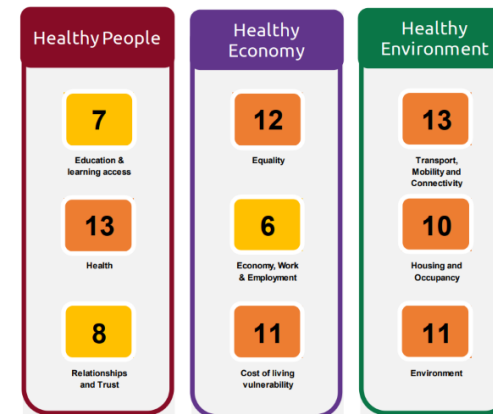 Healthy People
7
Education &
learning access
13
Health
8
Relationships
and Trust
Healthy
Economy
12
Equality
6
Economy, Work
& Employment
11
Cost of living
vulnerability
Healthy
Environment
13
Transport,
Mobility and
Connectivity
10
Housing and
Occupancy
11
Environment